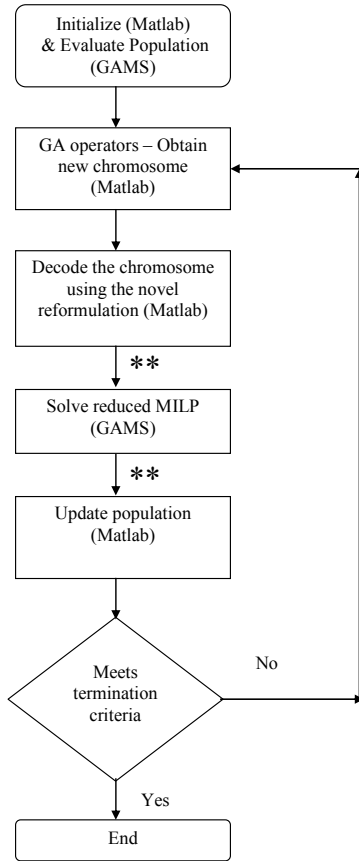 Initialize (Matlab)
& Evaluate Population
(GAMS)
GA operators – Obtain
new chromosome
(Matlab)
Decode the chromosome
using the novel
reformulation (Matlab)
**
Solve reduced MILP
(GAMS)
**
Update population
(Matlab)
Meets
termination
criteria
No
Yes
End